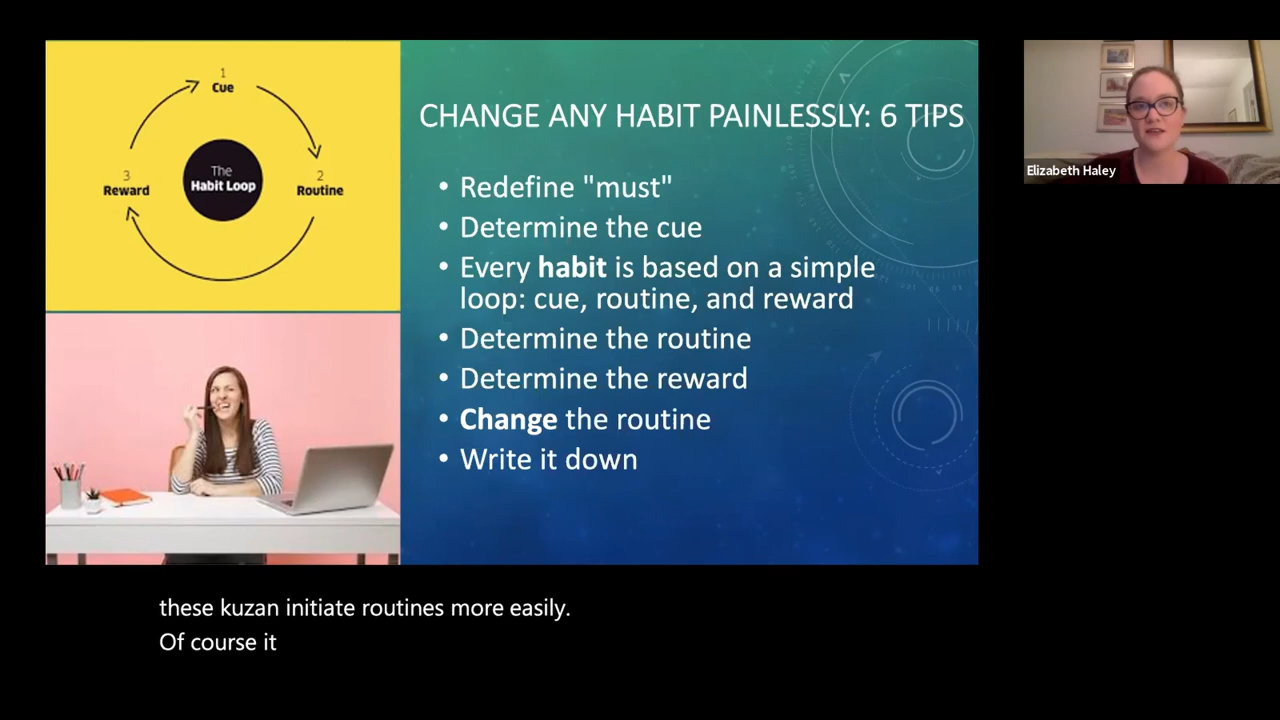 1
Cue
The
Habit Loop
3
Reward
2
Routine
CHANGE ANY HABIT PAINLESSLY: 6 TIPS
• Redefine "must"
• Determine the cue
• Every habit is based on a simple
loop: cue, routine, and reward
• Determine the routine
• Determine the reward
• Change the routine
• Write it down
Elizabeth Haley
these kuzan initiate routines more easily.
Of course it